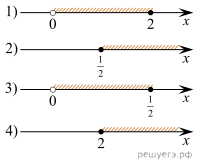 1)
0 2 x
2)
1/2 x
3)
0 1/2 x
4)
2 x
решуегэ.рф